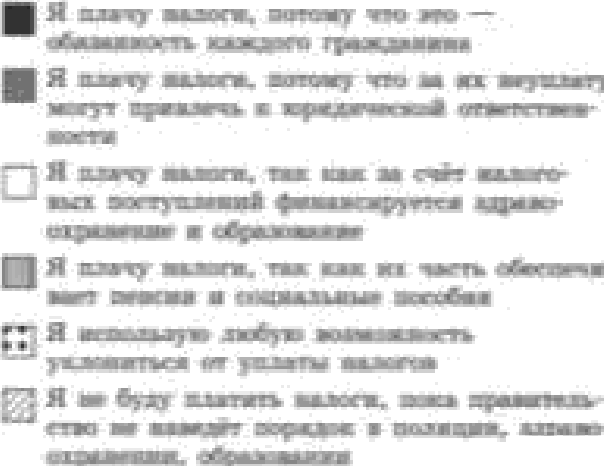 Я плачу налоги, потому что это —
обязанность каждого гражданина
Я плачу налоги, потому что за их неуплату
могут привлечь к юридической ответствен-
ности
Я плачу налоги, так как за счёт налого-
вых поступлений финансируется здраво-
охранение и образование
Я плачу налоги, так как их часть обеспечи
вает пенсии и социальные пособия
Я использую любую возможность
уклониться от уплаты налогов
Я не буду платить налоги, пока правитель-
ство не наведёт порядок в полиции, здраво-
охранении, образовании